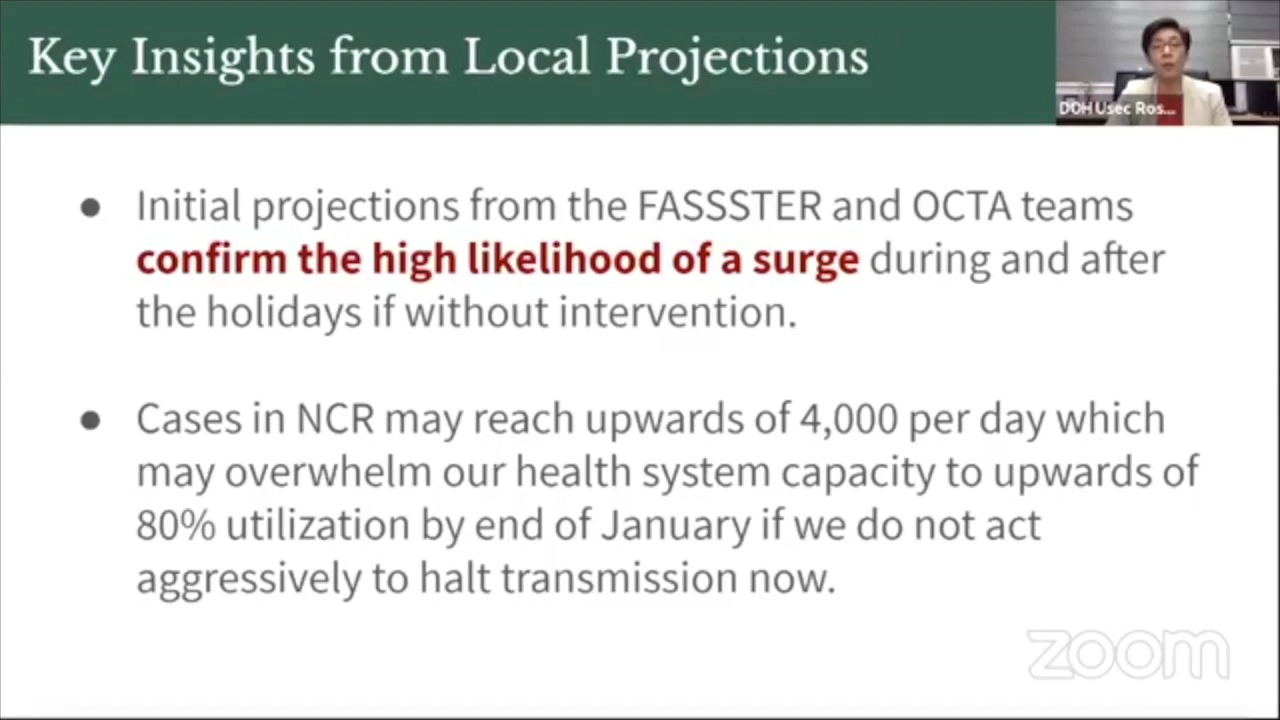 Key Insights from Local Projections
DOH Usec Ros...
● Initial projections from the FASSSTER and OCTA teams
confirm the high likelihood of a surge during and after
the holidays if without intervention.
● Cases in NCR may reach upwards of 4,000 per day which
may overwhelm our health system capacity to upwards of
80% utilization by end of January if we do not act
aggressively to halt transmission now.
zoom